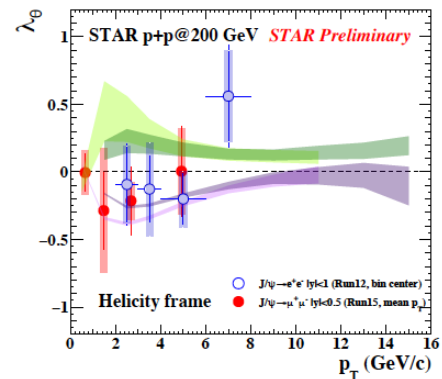 λθ
1
0.5
0
−0.5
−1
STAR p+p@200 GeV STAR Preliminary
Helicity frame
J/ψ→e⁺e⁻ |y|<1 (Run12, bin center)
J/ψ→μ⁺μ⁻ |y|<0.5 (Run15, mean pT)
0 2 4 6 8 10 12 14 16
pT (GeV/c)